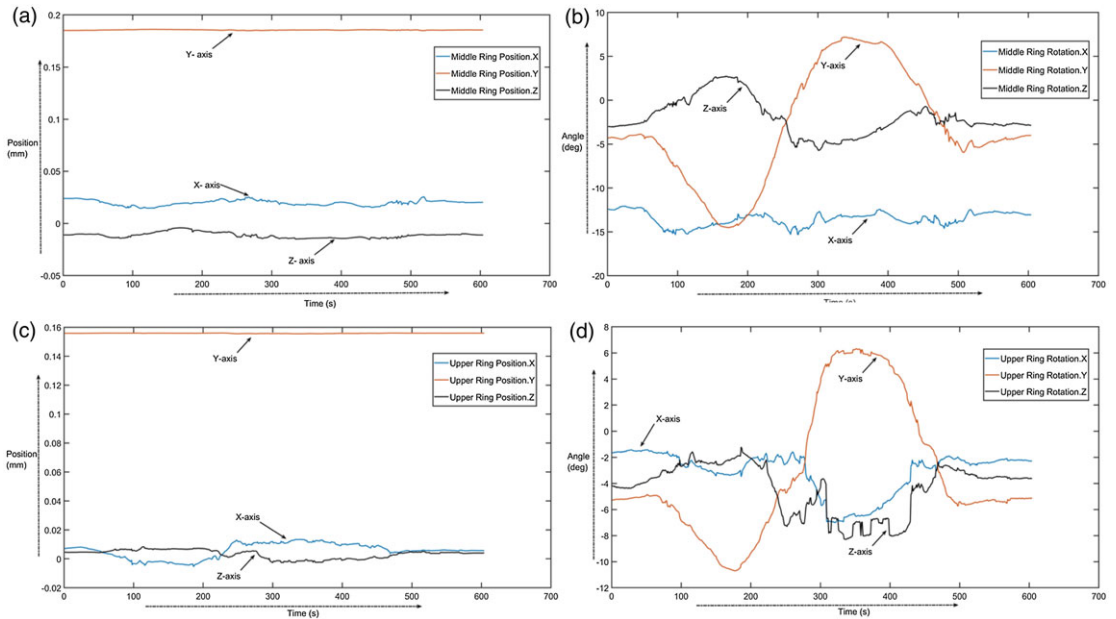 (a)
0.2
0.15
0.1
0.05
0
-0.05
0 100 200 300 400 500 600 700
Position
(mm)
Time (s)
Y- axis
X- axis
Z- axis
Middle Ring Position.X
Middle Ring Position.Y
Middle Ring Position.Z
(b)
10
5
0
-5
-10
-15
-20
0 100 200 300 400 500 600 700
Angle
(deg)
Time (s)
Y-axis
Z-axis
X-axis
Middle Ring Rotation.X
Middle Ring Rotation.Y
Middle Ring Rotation.Z
(c)
0.16
0.14
0.12
0.1
0.08
0.06
0.04
0.02
0
-0.02
0 100 200 300 400 500 600 700
Position
(mm)
Time (s)
Y-axis
X-axis
Z-axis
Upper Ring Position.X
Upper Ring Position.Y
Upper Ring Position.Z
(d)
8
6
4
2
0
-2
-4
-6
-8
-10
-12
0 100 200 300 400 500 600 700
Angle
(deg)
Time (s)
X-axis
Y-axis
Z-axis
Upper Ring Rotation.X
Upper Ring Rotation.Y
Upper Ring Rotation.Z